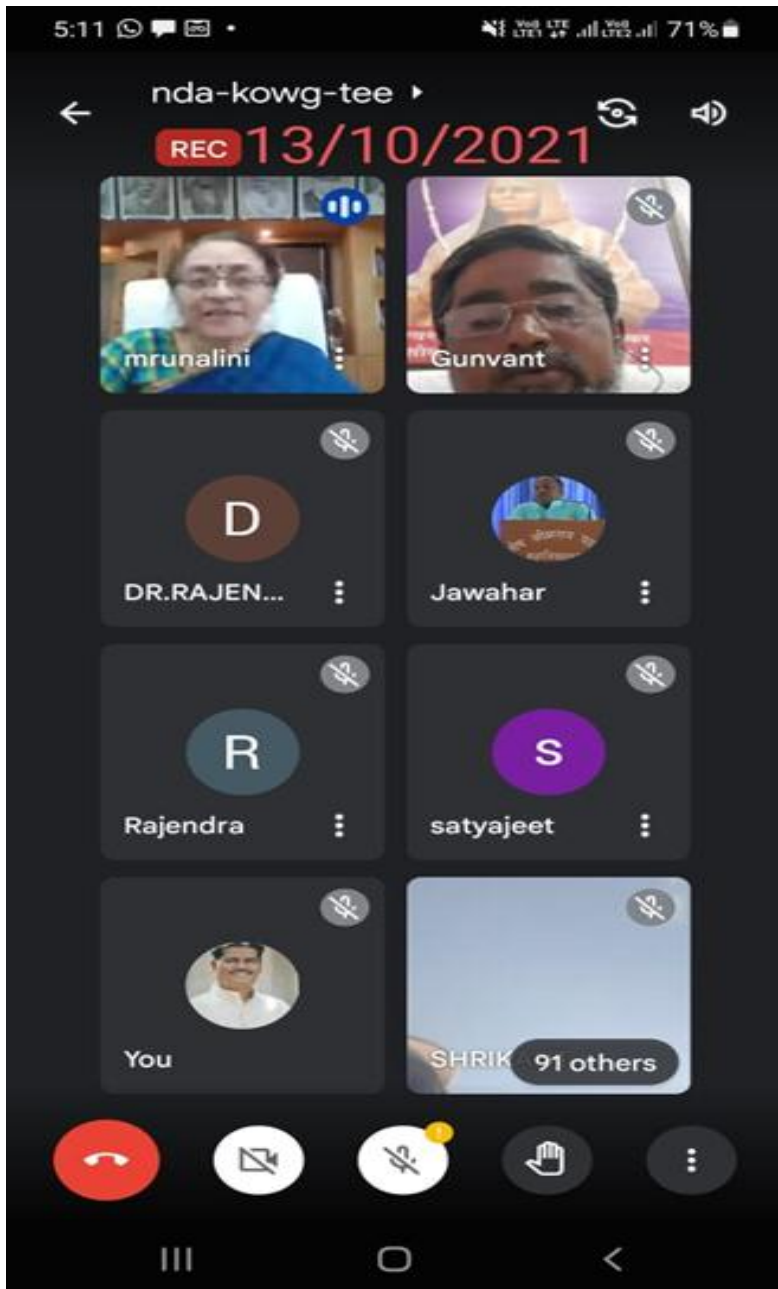 5:11 71%
nda-kowg-tee
REC 13/10/2021
mrunalini Gunvant
D
DR.RAJEN... Jawahar
R S
Rajendra satyajeet
You SHRIK 91 others